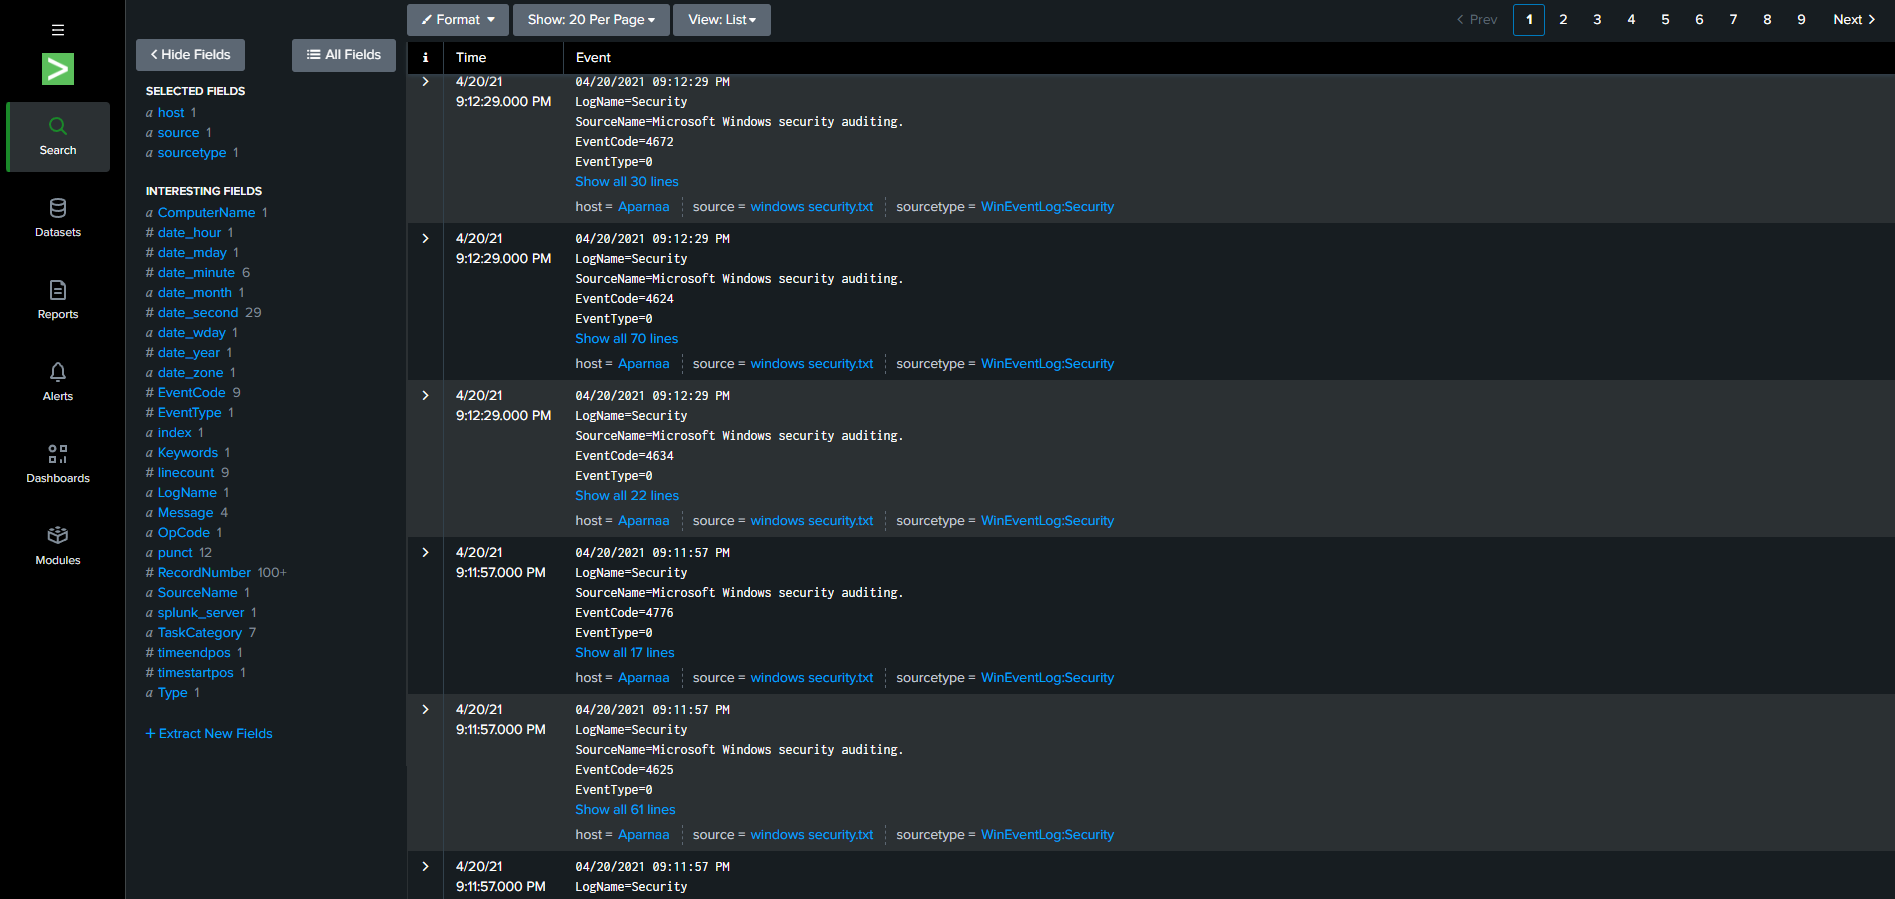 Search
Datasets
Reports
Alerts
Dashboards
Modules
Hide Fields
All Fields
SELECTED FIELDS
a host 1
a source 1
a sourcetype 1
INTERESTING FIELDS
a ComputerName 1
# date_hour 1
# date_mday 1
# date_minute 6
a date_month 1
# date_second 29
a date_wday 1
# date_year 1
a date_zone 1
# EventCode 9
# EventType 1
a index 1
a Keywords 1
# linecount 9
a LogName 1
a Message 4
a OpCode 1
a punct 12
# RecordNumber 100+
a SourceName 1
a splunk_server 1
a TaskCategory 7
# timeendpos 1
# timestartpos 1
a Type 1
+ Extract New Fields
Format Show: 20 Per Page View: List
< Prev 1 2 3 4 5 6 7 8 9 Next >
i Time Event
> 4/20/21 04/20/2021 09:12:29 PM
9:12:29.000 PM LogName=Security
SourceName=Microsoft Windows security auditing.
EventCode=4672
EventType=0
Show all 30 lines
host = Aparnaa source = windows security.txt sourcetype = WinEventLog:Security
> 4/20/21 04/20/2021 09:12:29 PM
9:12:29.000 PM LogName=Security
SourceName=Microsoft Windows security auditing.
EventCode=4624
EventType=0
Show all 70 lines
host = Aparnaa source = windows security.txt sourcetype = WinEventLog:Security
> 4/20/21 04/20/2021 09:12:29 PM
9:12:29.000 PM LogName=Security
SourceName=Microsoft Windows security auditing.
EventCode=4634
EventType=0
Show all 22 lines
host = Aparnaa source = windows security.txt sourcetype = WinEventLog:Security
> 4/20/21 04/20/2021 09:11:57 PM
9:11:57.000 PM LogName=Security
SourceName=Microsoft Windows security auditing.
EventCode=4776
EventType=0
Show all 17 lines
host = Aparnaa source = windows security.txt sourcetype = WinEventLog:Security
> 4/20/21 04/20/2021 09:11:57 PM
9:11:57.000 PM LogName=Security
SourceName=Microsoft Windows security auditing.
EventCode=4625
EventType=0
Show all 61 lines
host = Aparnaa source = windows security.txt sourcetype = WinEventLog:Security
> 4/20/21 04/20/2021 09:11:57 PM
9:11:57.000 PM LogName=Security